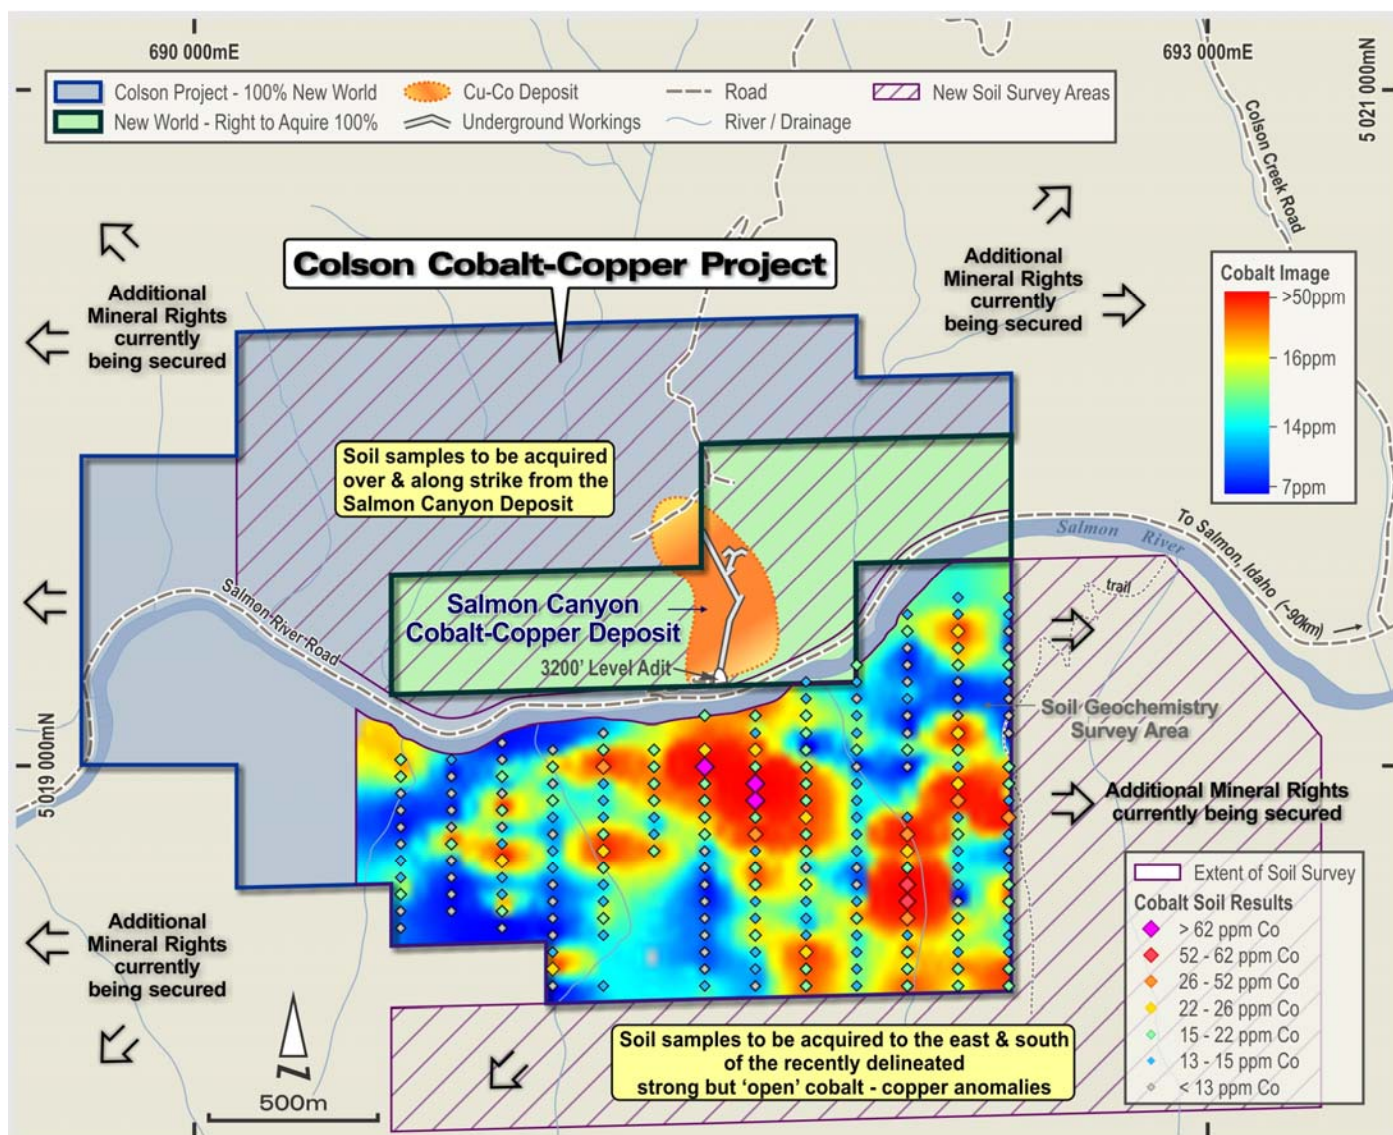 690 000mE
693 000mE
5 021 000mN
Colson Project - 100% New World
Cu-Co Deposit
Road
New Soil Survey Areas
New World - Right to Aquire 100%
Underground Workings
River / Drainage
Colson Creek Road
Additional
Mineral Rights
currently
being secured
Colson Cobalt-Copper Project
Additional
Mineral Rights
currently
being secured
Cobalt Image
>50ppm
16ppm
14ppm
7ppm
Soil samples to be acquired
over & along strike from the
Salmon Canyon Deposit
Salmon River
To Salmon, Idaho (~90km)
trail
Salmon River Road
Salmon Canyon
Cobalt-Copper Deposit
3200' Level Adit
Soil Geochemistry
Survey Area
5 019 000mN
Additional Mineral Rights
currently being secured
Extent of Soil Survey
Cobalt Soil Results
> 62 ppm Co
52 - 62 ppm Co
26 - 52 ppm Co
22 - 26 ppm Co
15 - 22 ppm Co
13 - 15 ppm Co
< 13 ppm Co
Additional
Mineral Rights
currently
being secured
N
500m
Soil samples to be acquired to the east & south
of the recently delineated
strong but 'open' cobalt - copper anomalies